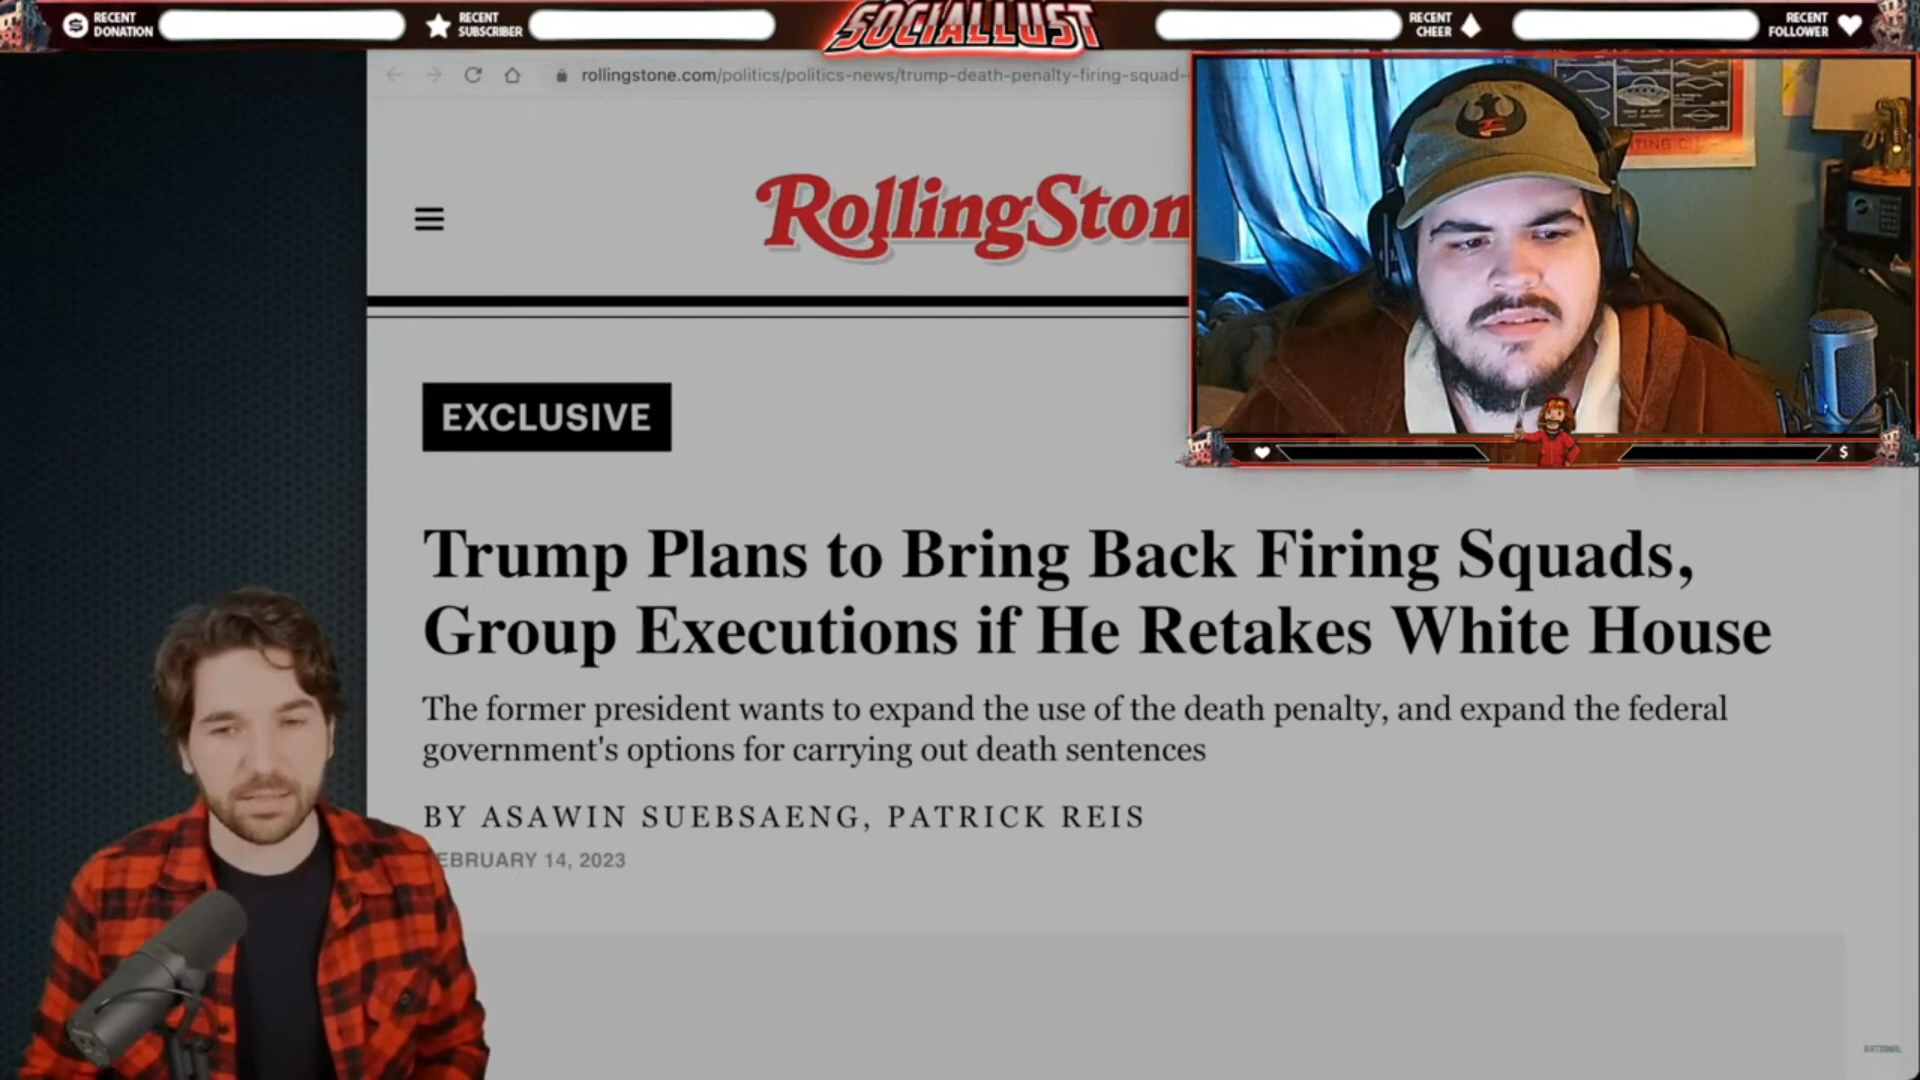 RECENT
DONATION
RECENT
SUBSCRIBER
SOCIALLUST
RECENT
CHEER
RECENT
FOLLOWER
rollingstone.com/politics/politics-news/trump-death-penalty-firing-squad-
RollingSton
EXCLUSIVE
Trump Plans to Bring Back Firing Squads,
Group Executions if He Retakes White House
The former president wants to expand the use of the death penalty, and expand the federal
government's options for carrying out death sentences
BY ASAWIN SUEBSAENG, PATRICK REIS
EBRUARY 14, 2023
RATIONAL